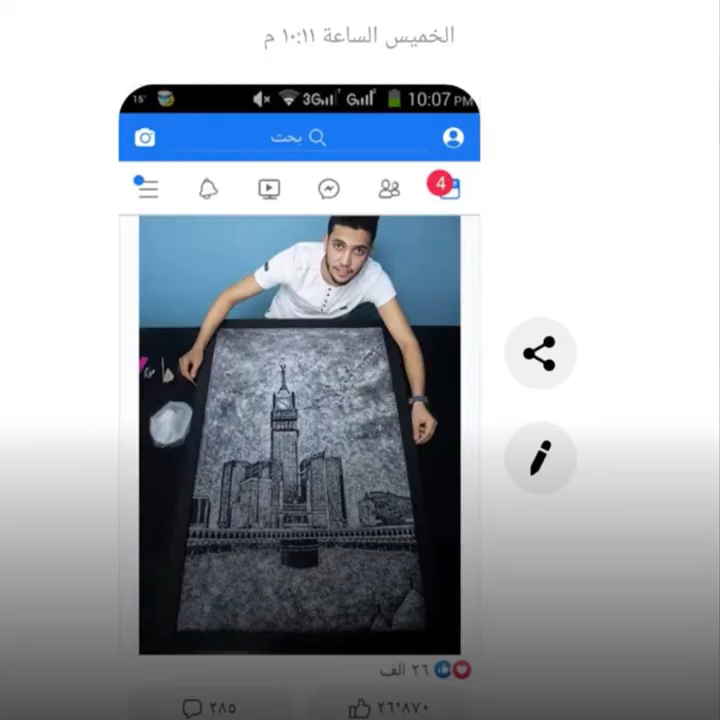 الخميس الساعة ١٠:١١ م
15° 3G G 10:07 PM
بحث
4
٢٦ ألف
٢٦٬٨٧٠
٢٨٥